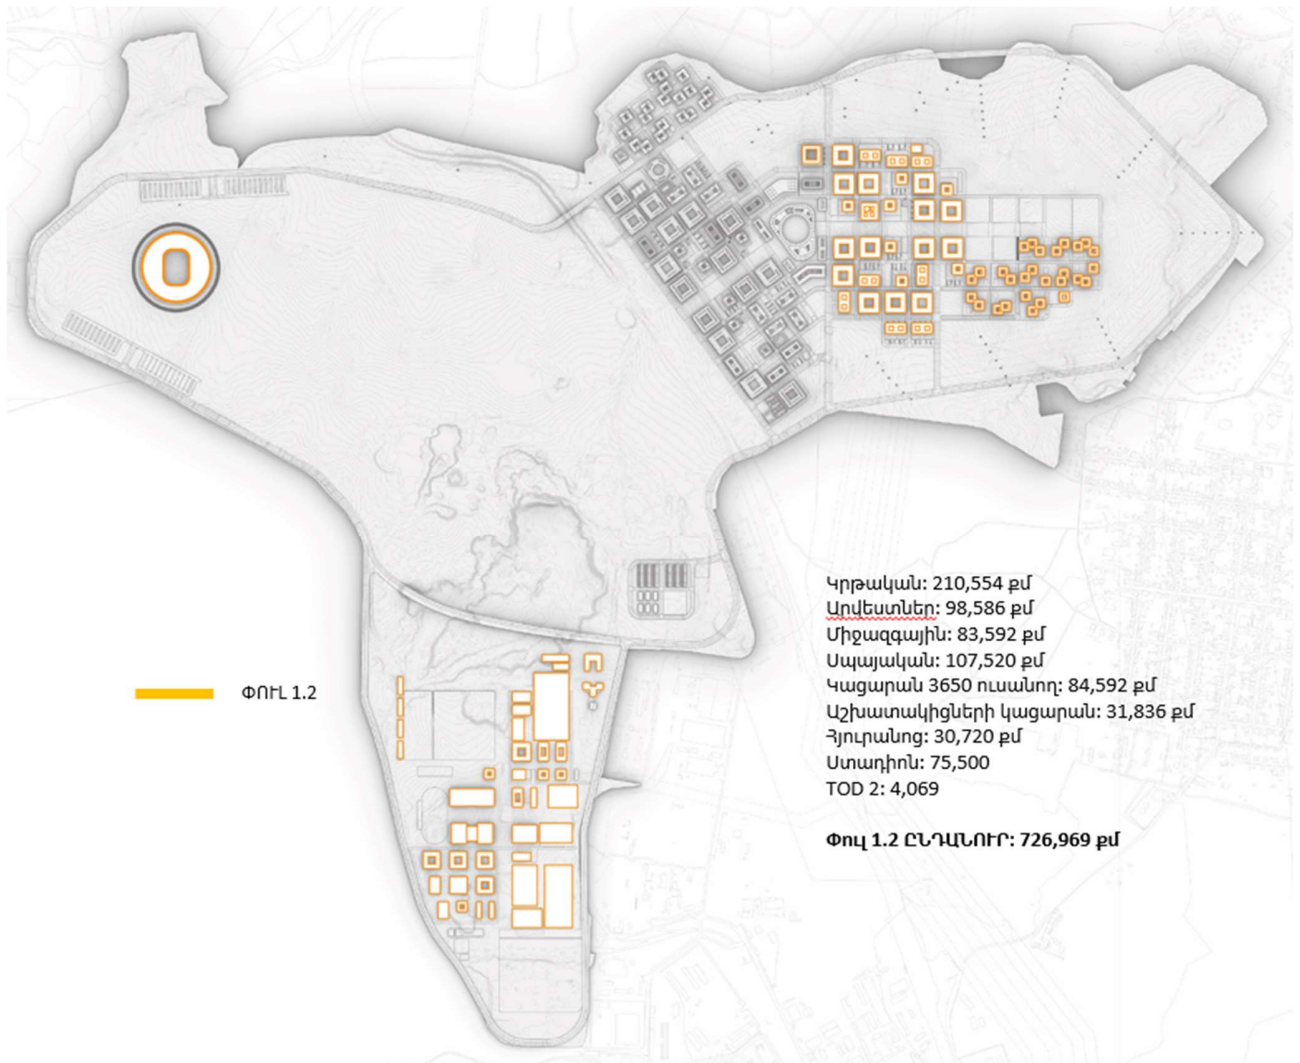 Կրթական: 210,554 քմ
Արվեստներ: 98,586 քմ
Միջազգային: 83,592 քմ
Սպայական: 107,520 քմ
Կացարան 3650 ուսանող: 84,592 քմ
Աշխատակիցների կացարան: 31,836 քմ
Հյուրանոց: 30,720 քմ
Ստադիոն: 75,500
TOD 2: 4,069
Փուլ 1.2 ԸՆԴԱՆՈՒՐ: 726,969 քմ
ՓՈՒԼ 1.2